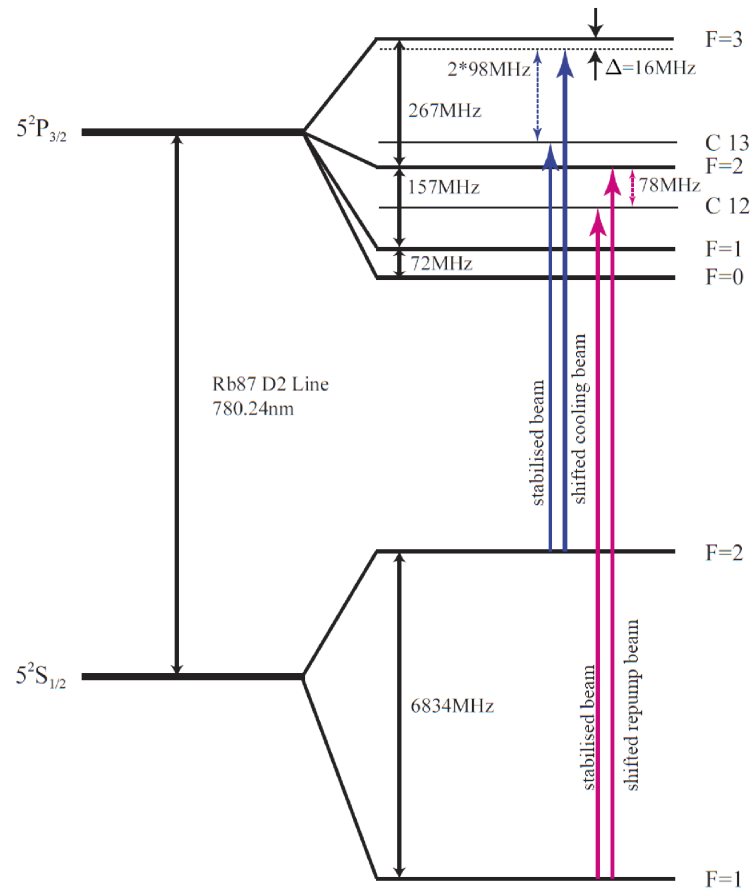 F=3
2*98MHz
Δ=16MHz
267MHz
5²P₃/₂
C 13
F=2
157MHz
78MHz
C 12
F=1
72MHz
F=0
Rb87 D2 Line
780.24nm
stabilised beam
shifted cooling beam
F=2
5²S₁/₂
6834MHz
stabilised beam
shifted repump beam
F=1